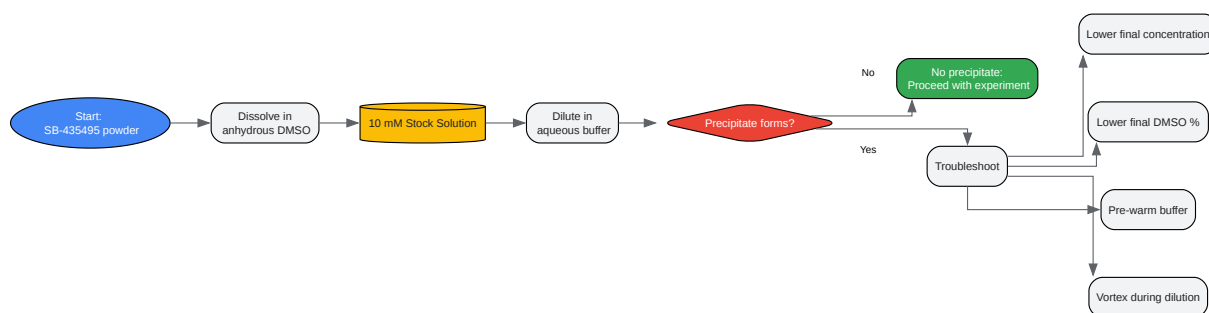 Start:
SB-435495 powder
Dissolve in
anhydrous DMSO
10 mM Stock Solution
Dilute in
aqueous buffer
Precipitate forms?
No
No precipitate:
Proceed with experiment
Yes
Troubleshoot
Lower final concentration
Lower final DMSO %
Pre-warm buffer
Vortex during dilution